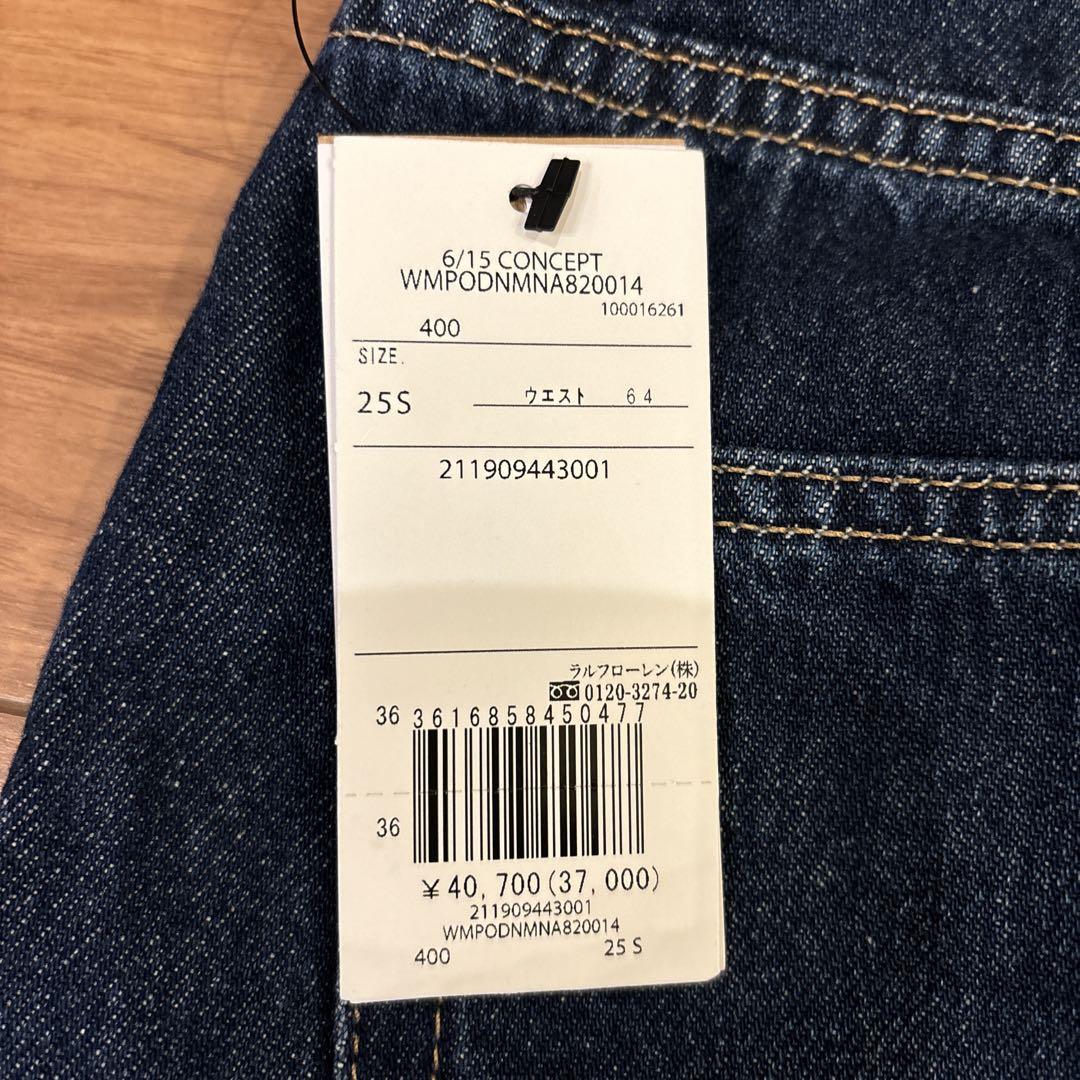 6/15 CONCEPT
WMPODNMNA820014
100016261
400
SIZE.
25S ウエスト 64
211909443001
ラルフローレン(株)
0120-3274-20
36 3616858450477
36
¥40,700(37,000)
211909443001
WMPODNMNA820014
400 25 S